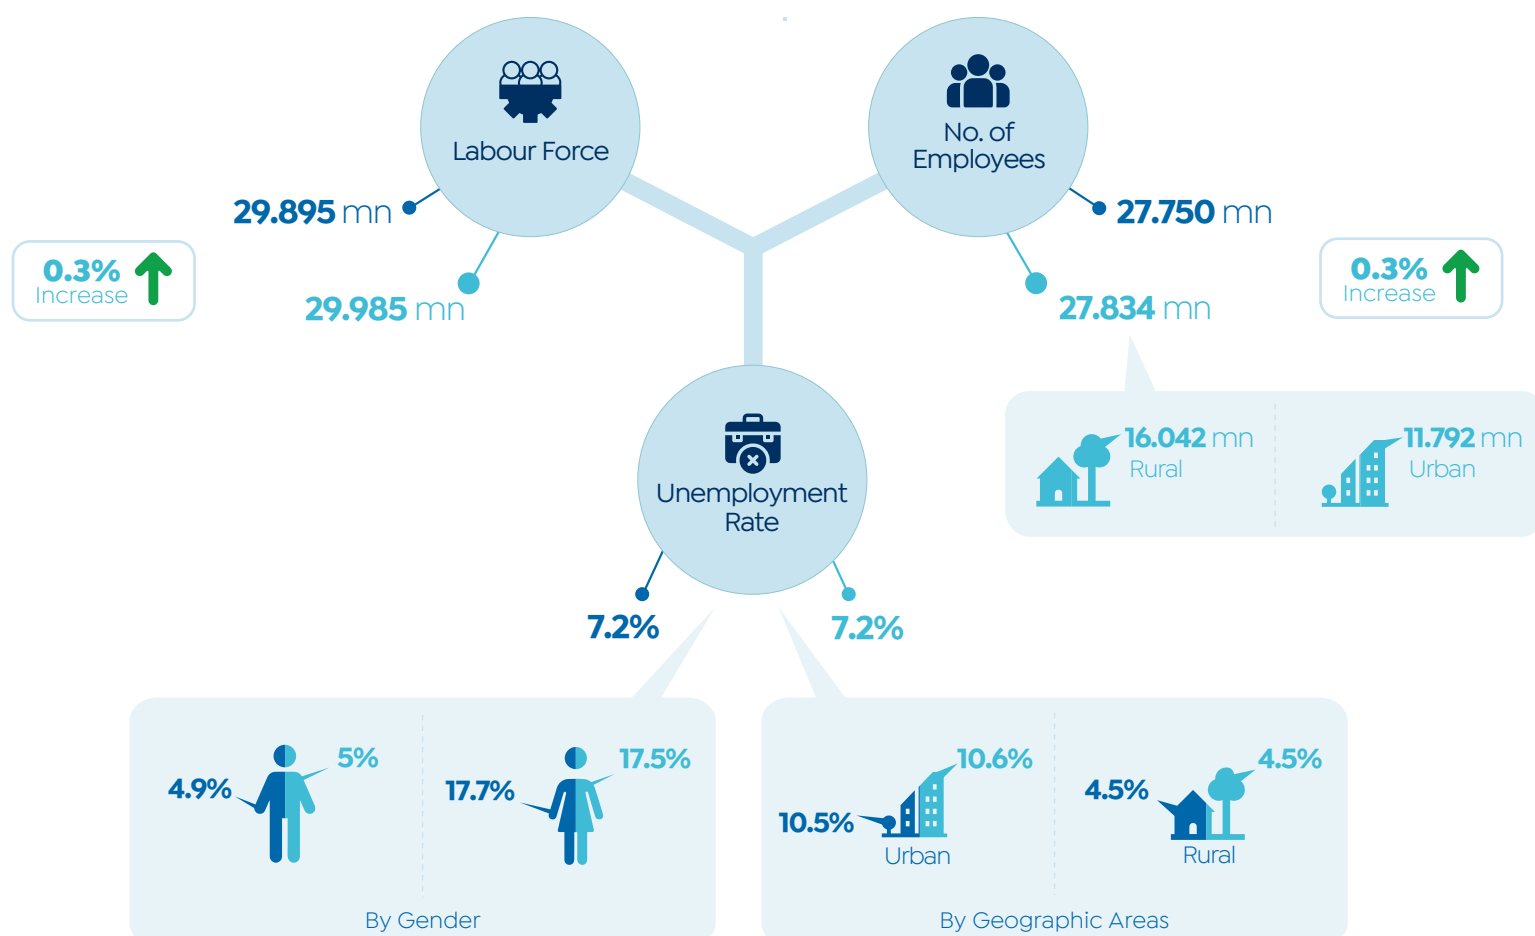 Labour Force
No. of
Employees
29.895 mn
27.750 mn
0.3%
Increase
29.985 mn
27.834 mn
0.3%
Increase
16.042 mn
Rural
11.792 mn
Urban
Unemployment
Rate
7.2%
7.2%
4.9%
5%
17.7%
17.5%
By Gender
10.5%
10.6%
Urban
4.5%
4.5%
Rural
By Geographic Areas